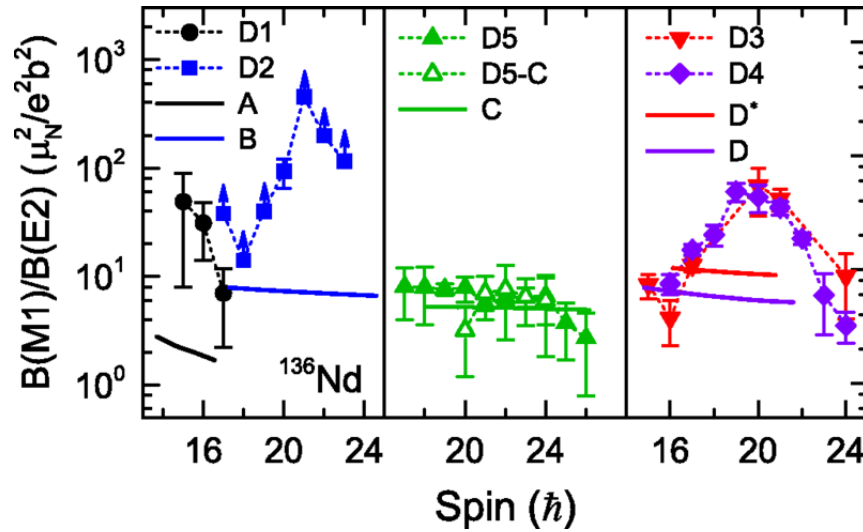 B(M1)/B(E2) (μ²_N/e²b²)
10³
10²
10¹
10⁰
D1
D2
A
B
¹³⁶Nd
D5
D5-C
C
D3
D4
D*
D
16 20 24
20 24
16 20 24
Spin (ħ)